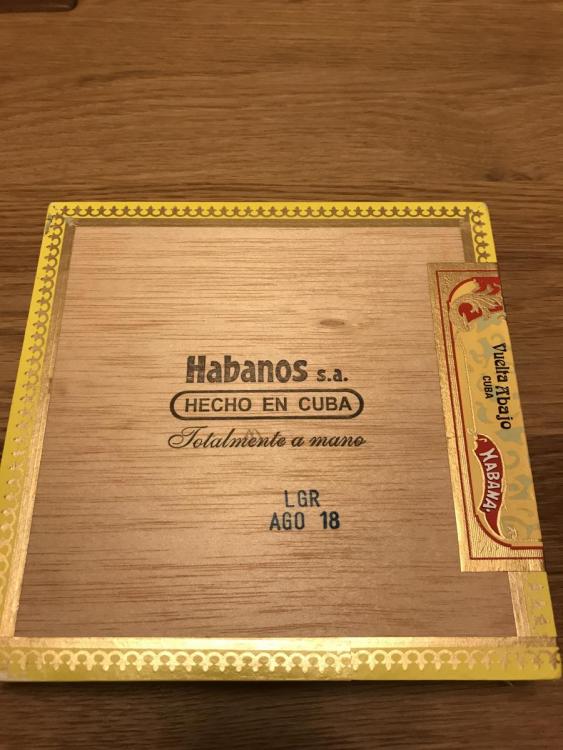 Habanos s.a.
HECHO EN CUBA
Totalmente a mano
LGR
AGO 18
Vuelta Abajo
CUBA
HABANA